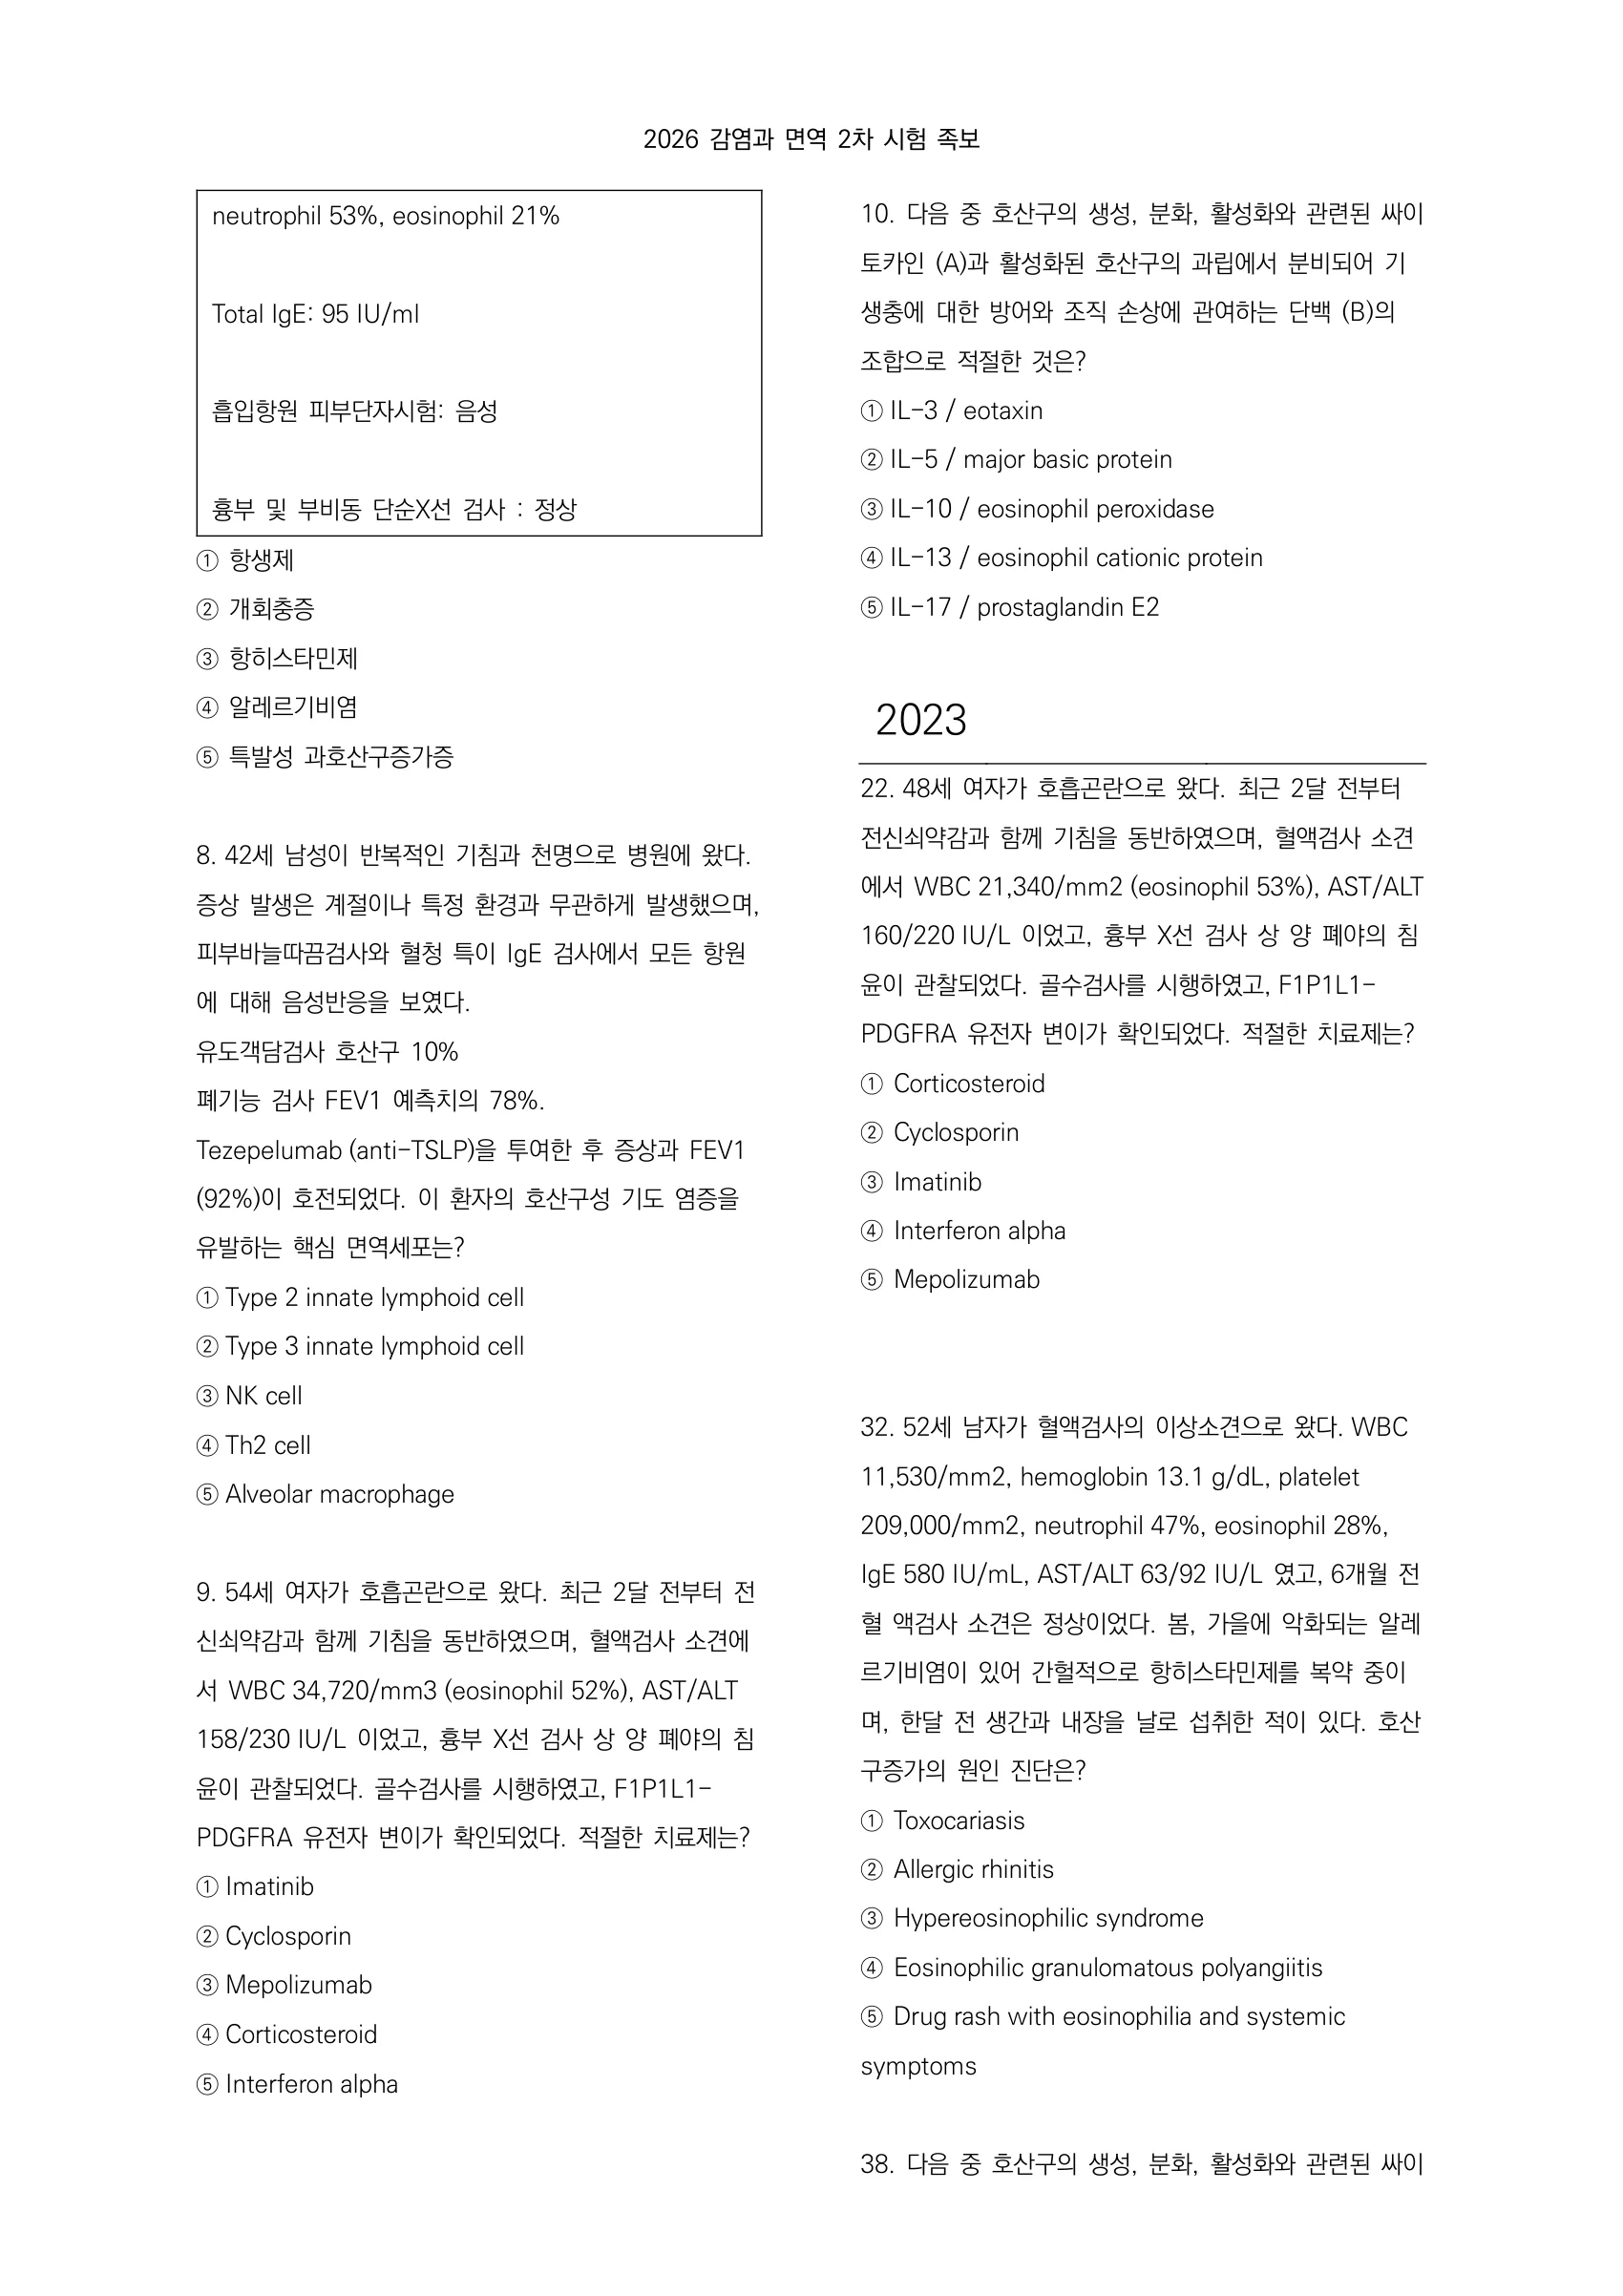 2026 감염과 면역 2차 시험 족보
neutrophil 53%, eosinophil 21%
Total IgE: 95 IU/ml
흡입항원 피부단자시험: 음성
흉부 및 부비동 단순X선 검사 : 정상
① 항생제
② 개회충증
③ 항히스타민제
④ 알레르기비염
⑤ 특발성 과호산구증가증
8. 42세 남성이 반복적인 기침과 천명으로 병원에 왔다.
증상 발생은 계절이나 특정 환경과 무관하게 발생했으며,
피부바늘따끔검사와 혈청 특이 IgE 검사에서 모든 항원
에 대해 음성반응을 보였다.
유도객담검사 호산구 10%
폐기능 검사 FEV1 예측치의 78%.
Tezepelumab (anti-TSLP)을 투여한 후 증상과 FEV1
(92%)이 호전되었다. 이 환자의 호산구성 기도 염증을
유발하는 핵심 면역세포는?
① Type 2 innate lymphoid cell
② Type 3 innate lymphoid cell
③ NK cell
④ Th2 cell
⑤ Alveolar macrophage
9. 54세 여자가 호흡곤란으로 왔다. 최근 2달 전부터 전
신쇠약감과 함께 기침을 동반하였으며, 혈액검사 소견에
서 WBC 34,720/mm3 (eosinophil 52%), AST/ALT
158/230 IU/L 이었고, 흉부 X선 검사 상 양 폐야의 침
윤이 관찰되었다. 골수검사를 시행하였고, F1P1L1-
PDGFRA 유전자 변이가 확인되었다. 적절한 치료제는?
① Imatinib
② Cyclosporin
③ Mepolizumab
④ Corticosteroid
⑤ Interferon alpha
10. 다음 중 호산구의 생성, 분화, 활성화와 관련된 싸이
토카인 (A)과 활성화된 호산구의 과립에서 분비되어 기
생충에 대한 방어와 조직 손상에 관여하는 단백 (B)의
조합으로 적절한 것은?
① IL-3 / eotaxin
② IL-5 / major basic protein
③ IL-10 / eosinophil peroxidase
④ IL-13 / eosinophil cationic protein
⑤ IL-17 / prostaglandin E2
2023
22. 48세 여자가 호흡곤란으로 왔다. 최근 2달 전부터
전신쇠약감과 함께 기침을 동반하였으며, 혈액검사 소견
에서 WBC 21,340/mm2 (eosinophil 53%), AST/ALT
160/220 IU/L 이었고, 흉부 X선 검사 상 양 폐야의 침
윤이 관찰되었다. 골수검사를 시행하였고, F1P1L1-
PDGFRA 유전자 변이가 확인되었다. 적절한 치료제는?
① Corticosteroid
② Cyclosporin
③ Imatinib
④ Interferon alpha
⑤ Mepolizumab
32. 52세 남자가 혈액검사의 이상소견으로 왔다. WBC
11,530/mm2, hemoglobin 13.1 g/dL, platelet
209,000/mm2, neutrophil 47%, eosinophil 28%,
IgE 580 IU/mL, AST/ALT 63/92 IU/L 였고, 6개월 전
혈 액검사 소견은 정상이었다. 봄, 가을에 악화되는 알레
르기비염이 있어 간헐적으로 항히스타민제를 복약 중이
며, 한달 전 생간과 내장을 날로 섭취한 적이 있다. 호산
구증가의 원인 진단은?
① Toxocariasis
② Allergic rhinitis
③ Hypereosinophilic syndrome
④ Eosinophilic granulomatous polyangiitis
⑤ Drug rash with eosinophilia and systemic
symptoms
38. 다음 중 호산구의 생성, 분화, 활성화와 관련된 싸이